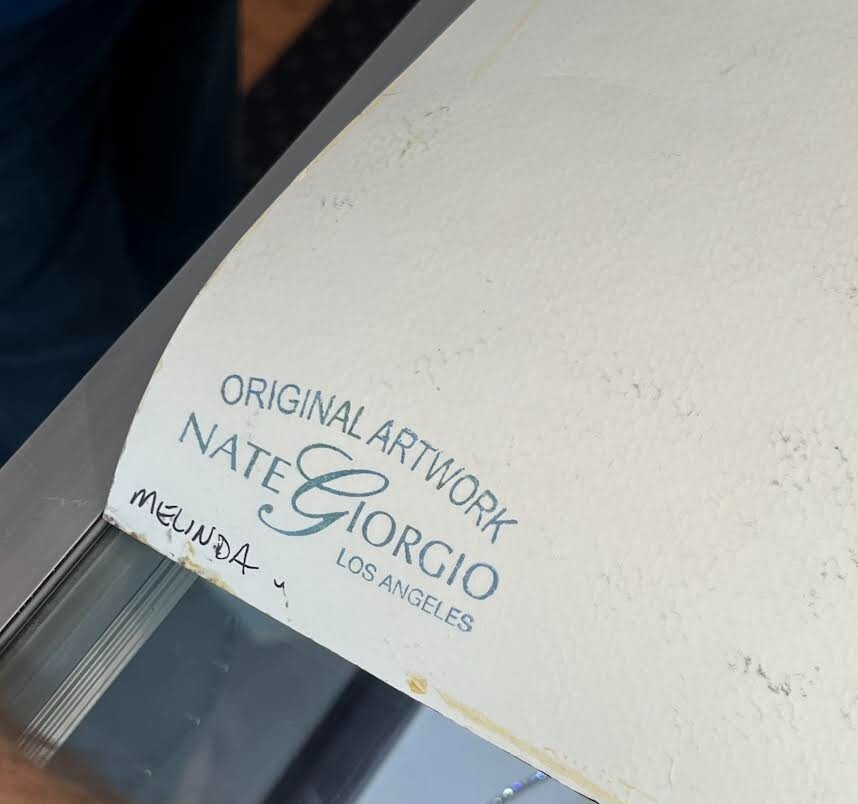 ORIGINAL ARTWORK
NATE GIORGIO
LOS ANGELES
MELINDA